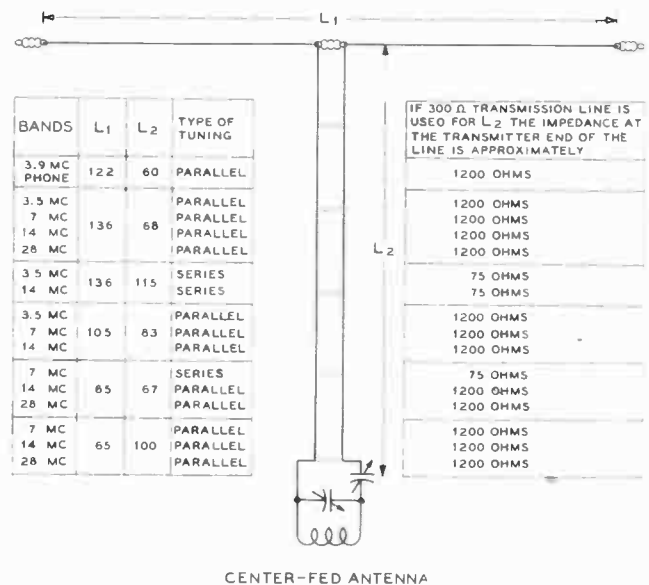 L1
BANDS L1 L2 TYPE OF TUNING
3.9 MC PHONE 122 60 PARALLEL
3.5 MC 136 68 PARALLEL
7 MC PARALLEL
14 MC PARALLEL
28 MC PARALLEL
3 5 MC 136 115 SERIES
14 MC SERIES
3.5 MC 105 83 PARALLEL
7 MC PARALLEL
14 MC PARALLEL
7 MC 65 67 SERIES
14 MC PARALLEL
28 MC PARALLEL
7 MC 65 100 PARALLEL
14 MC PARALLEL
28 MC PARALLEL
L2
IF 300 Ω TRANSMISSION LINE IS
USED FOR L2 THE IMPEDANCE AT
THE TRANSMITTER END OF THE
LINE IS APPROXIMATELY
1200 OHMS
1200 OHMS
1200 OHMS
1200 OHMS
1200 OHMS
75 OHMS
75 OHMS
1200 OHMS
1200 OHMS
1200 OHMS
75 OHMS
1200 OHMS
1200 OHMS
1200 OHMS
1200 OHMS
1200 OHMS
CENTER-FED ANTENNA